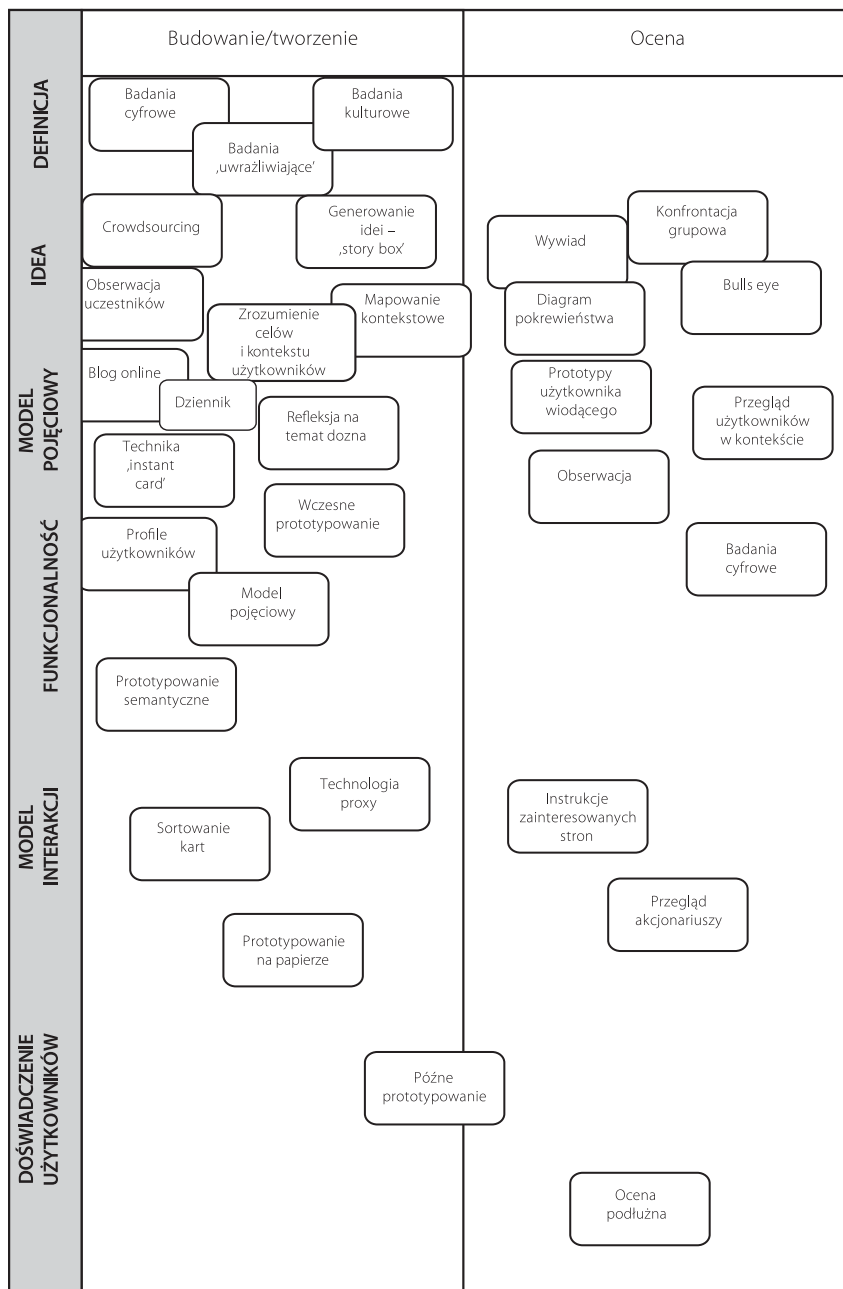 Budowanie/tworzenie
Ocena
DEFINICJA
Badania
cyfrowe
Badania
kulturowe
Badania
‚uwrażliwiające’
IDEA
Crowdsourcing
Generowanie
idei –
‚story box’
Wywiad
Konfrontacja
grupowa
Bulls eye
Obserwacja
uczestników
Zrozumienie
celów
i kontekstu
użytkowników
Mapowanie
kontekstowe
Diagram
pokrewieństwa
MODEL
POJĘCIOWY
Blog online
Dziennik
Refleksja na
temat dozna
Technika
‚instant
card’
Prototypy
użytkownika
wiodącego
Przegląd
użytkowników
w kontekście
Obserwacja
FUNKCJONALNOŚĆ
Wczesne
prototypowanie
Profile
użytkowników
Model
pojęciowy
Badania
cyfrowe
Prototypowanie
semantyczne
MODEL
INTERAKCJI
Technologia
proxy
Sortowanie
kart
Instrukcje
zainteresowanych
stron
Przegląd
akcjonariuszy
Prototypowanie
na papierze
DOŚWIADCZENIE
UŻYTKOWNIKÓW
Późne
prototypowanie
Ocena
podłużna